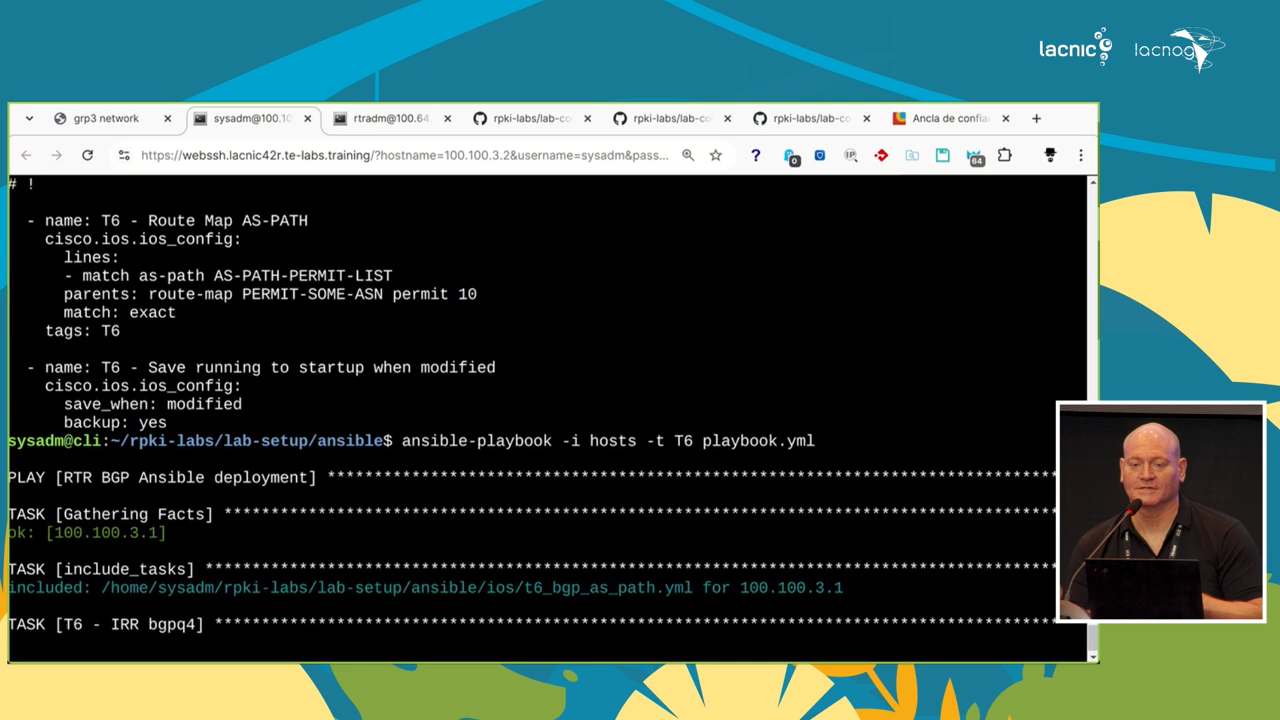 lacnic
lacnog
grp3 network
sysadm@100.10
rtradm@100.64.
rpki-labs/lab-co
rpki-labs/lab-co
rpki-labs/lab-co
Ancla de confia
https://webssh.lacnic42r.te-labs.training/?hostname=100.100.3.2&username=sysadm&pass...
0
IP
64
# !
- name: T6 - Route Map AS-PATH
cisco.ios.ios_config:
lines:
- match as-path AS-PATH-PERMIT-LIST
parents: route-map PERMIT-SOME-ASN permit 10
match: exact
tags: T6
- name: T6 - Save running to startup when modified
cisco.ios.ios_config:
save_when: modified
backup: yes
sysadm@cli:~/rpki-labs/lab-setup/ansible$ ansible-playbook -i hosts -t T6 playbook.yml
PLAY [RTR BGP Ansible deployment] ******************************************************************************
TASK [Gathering Facts] *****************************************************************************************
ok: [100.100.3.1]
TASK [include_tasks] *******************************************************************************************
included: /home/sysadm/rpki-labs/lab-setup/ansible/ios/t6_bgp_as_path.yml for 100.100.3.1
TASK [T6 - IRR bgpq4] ******************************************************************************************